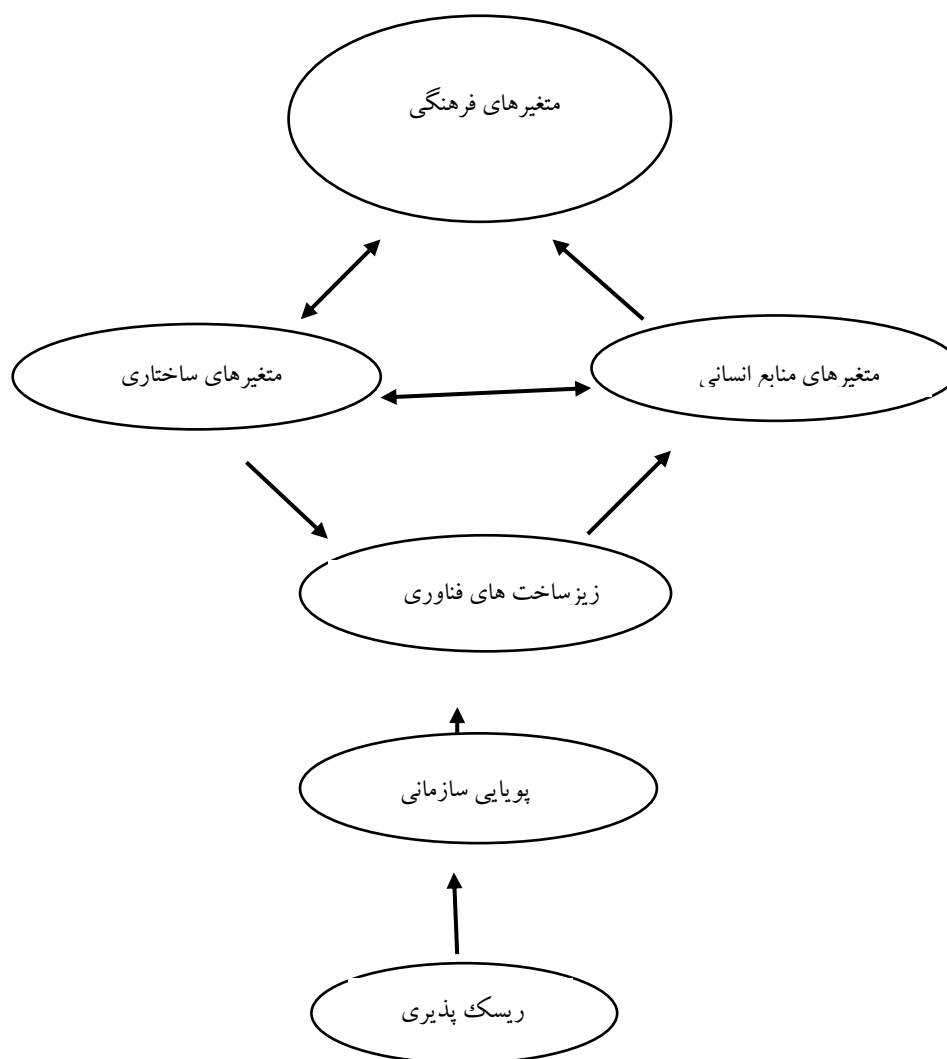 متغیرهای فرهنگی
متغیرهای منابع انسانی
متغیرهای ساختاری
زیرساخت های فناوری
پویایی سازمانی
ریسک پذیری